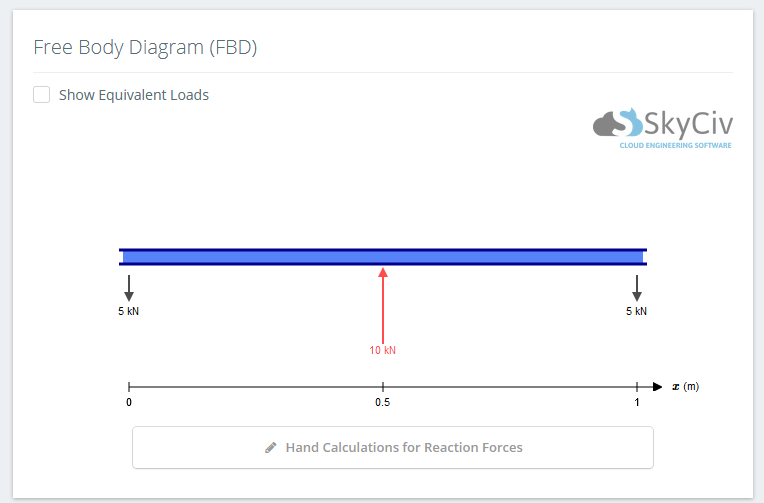 Free Body Diagram (FBD)
Show Equivalent Loads
SkyCiv
CLOUD ENGINEERING SOFTWARE
5 kN
5 kN
10 kN
x (m)
0
0.5
1
Hand Calculations for Reaction Forces